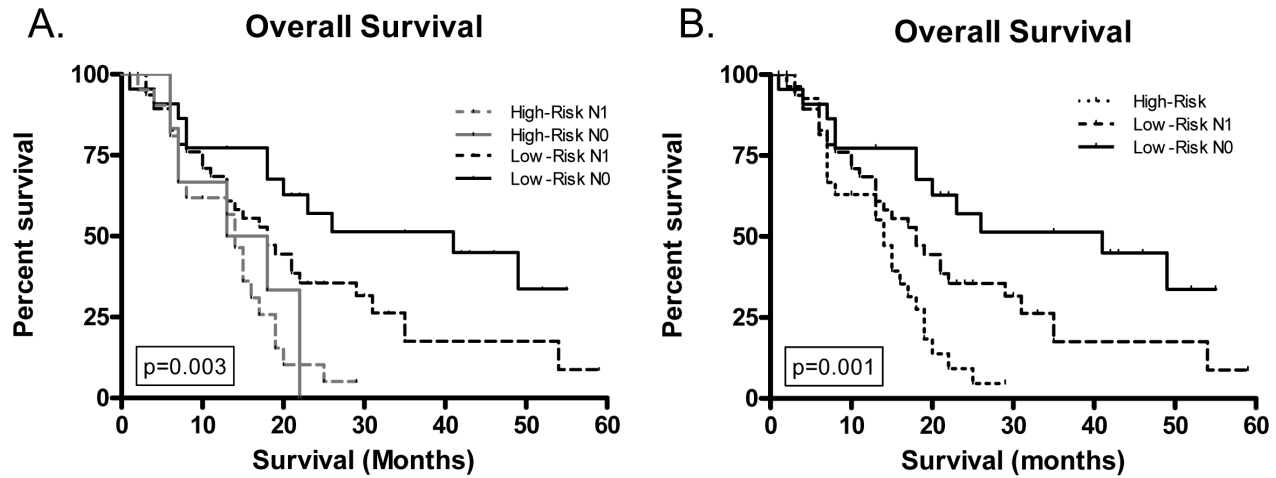 A.
Overall Survival
Percent survival
100
75
50
25
0
High-Risk N1
High-Risk N0
Low-Risk N1
Low-Risk N0
p=0.003
0 10 20 30 40 50 60
Survival (Months)
B.
Overall Survival
Percent survival
100
75
50
25
0
High-Risk
Low-Risk N1
Low-Risk N0
p=0.001
0 10 20 30 40 50 60
Survival (months)